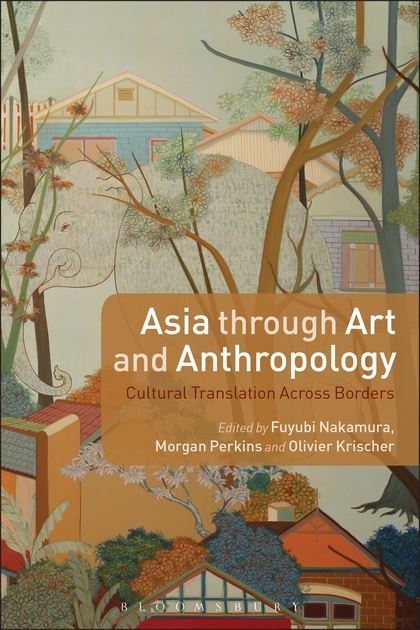 Asia through Art
and Anthropology
Cultural Translation Across Borders
Edited by Fuyubi Nakamura,
Morgan Perkins and Olivier Krischer
BLOOMSBURY